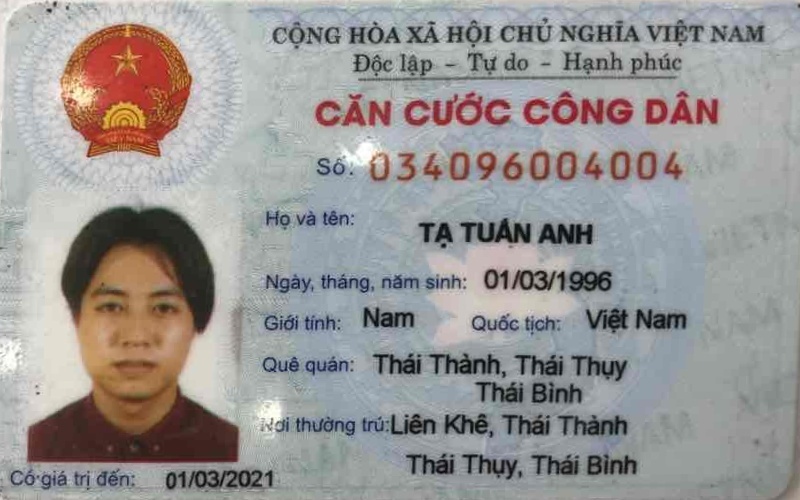 CỘNG HÒA XÃ HỘI CHỦ NGHĨA VIỆT NAM
Độc lập - Tự do - Hạnh phúc
CĂN CƯỚC CÔNG DÂN
Số: 034096004004
Họ và tên: TẠ TUẤN ANH
Ngày, tháng, năm sinh: 01/03/1996
Giới tính: Nam Quốc tịch: Việt Nam
Quê quán: Thái Thành, Thái Thụy
Thái Bình
Nơi thường trú: Liên Khê, Thái Thành
Thái Thụy, Thái Bình
Có giá trị đến: 01/03/2021